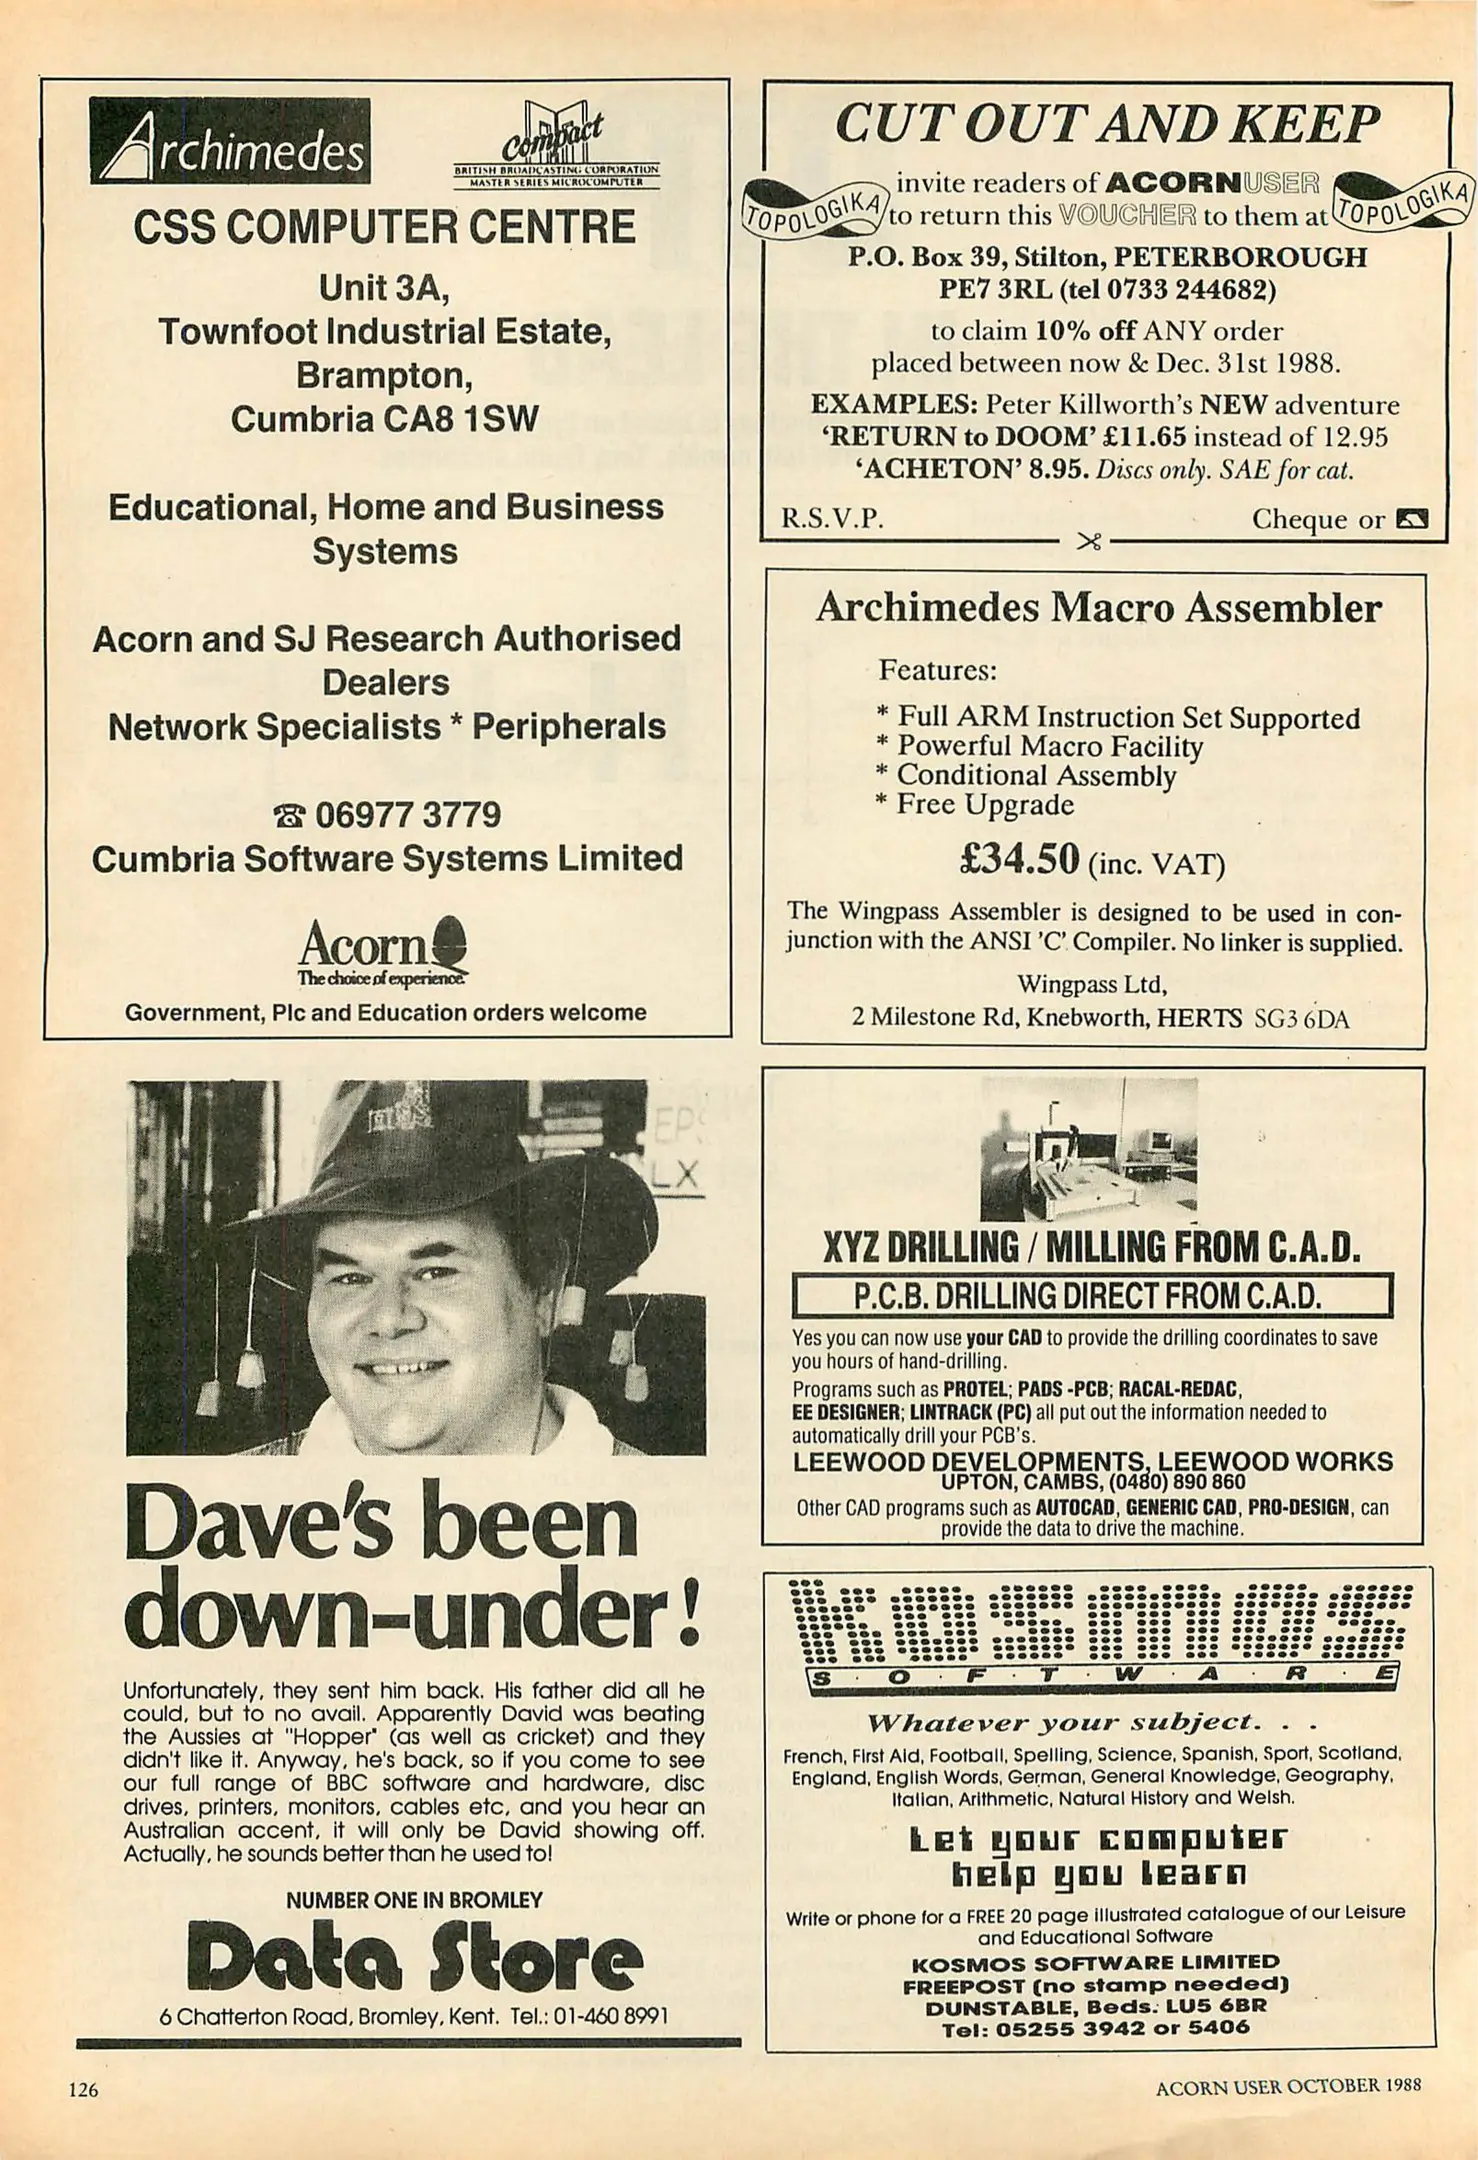 Archimedes
Compact
BRITISH BROADCASTING CORPORATION
MASTER SERIES MICROCOMPUTER
CSS COMPUTER CENTRE
Unit 3A,
Townfoot Industrial Estate,
Brampton,
Cumbria CA8 1SW
Educational, Home and Business
Systems
Acorn and SJ Research Authorised
Dealers
Network Specialists * Peripherals
☎ 06977 3779
Cumbria Software Systems Limited
Acorn
The choice of experience.
Government, Plc and Education orders welcome
EPS
LX
Dave's been
down-under!
Unfortunately, they sent him back. His father did all he
could, but to no avail. Apparently David was beating
the Aussies at "Hopper" (as well as cricket) and they
didn't like it. Anyway, he's back, so if you come to see
our full range of BBC software and hardware, disc
drives, printers, monitors, cables etc, and you hear an
Australian accent, it will only be David showing off.
Actually, he sounds better than he used to!
NUMBER ONE IN BROMLEY
Data Store
6 Chatterton Road, Bromley, Kent. Tel.: 01-460 8991
CUT OUT AND KEEP
TOPOLOGIKA invite readers of ACORN USER TOPOLOGIKA
to return this VOUCHER to them at
P.O. Box 39, Stilton, PETERBOROUGH
PE7 3RL (tel 0733 244682)
to claim 10% off ANY order
placed between now & Dec. 31st 1988.
EXAMPLES: Peter Killworth's NEW adventure
'RETURN to DOOM' £11.65 instead of 12.95
'ACHETON' 8.95. Discs only. SAE for cat.
R.S.V.P. Cheque or
Archimedes Macro Assembler
Features:
* Full ARM Instruction Set Supported
* Powerful Macro Facility
* Conditional Assembly
* Free Upgrade
£34.50 (inc. VAT)
The Wingpass Assembler is designed to be used in con-
junction with the ANSI 'C' Compiler. No linker is supplied.
Wingpass Ltd,
2 Milestone Rd, Knebworth, HERTS SG3 6DA
XYZ DRILLING / MILLING FROM C.A.D.
P.C.B. DRILLING DIRECT FROM C.A.D.
Yes you can now use your CAD to provide the drilling coordinates to save
you hours of hand-drilling.
Programs such as PROTEL; PADS -PCB; RACAL-REDAC,
EE DESIGNER; LINTRACK (PC) all put out the information needed to
automatically drill your PCB's.
LEEWOOD DEVELOPMENTS, LEEWOOD WORKS
UPTON, CAMBS, (0480) 890 860
Other CAD programs such as AUTOCAD, GENERIC CAD, PRO-DESIGN, can
provide the data to drive the machine.
kosmos
S · O · F · T · W · A · R · E
Whatever your subject. . .
French, First Aid, Football, Spelling, Science, Spanish, Sport, Scotland,
England, English Words, German, General Knowledge, Geography,
Italian, Arithmetic, Natural History and Welsh.
Let your computer
help you learn
Write or phone for a FREE 20 page illustrated catalogue of our Leisure
and Educational Software
KOSMOS SOFTWARE LIMITED
FREEPOST (no stamp needed)
DUNSTABLE, Beds. LU5 6BR
Tel: 05255 3942 or 5406
126
ACORN USER OCTOBER 1988